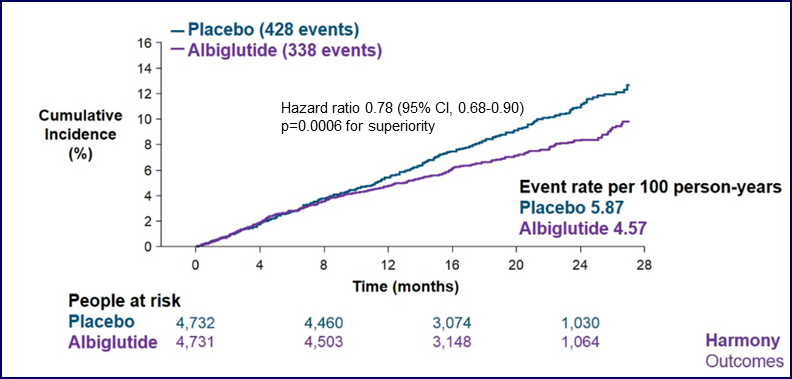 Placebo (428 events)
Albiglutide (338 events)
16
14
12
10
8
6
4
2
0
Cumulative
Incidence
(%)
Hazard ratio 0.78 (95% CI, 0.68-0.90)
p=0.0006 for superiority
Event rate per 100 person-years
Placebo 5.87
Albiglutide 4.57
0 4 8 12 16 20 24 28
Time (months)
People at risk
Placebo 4,732 4,460 3,074 1,030
Albiglutide 4,731 4,503 3,148 1,064
Harmony
Outcomes